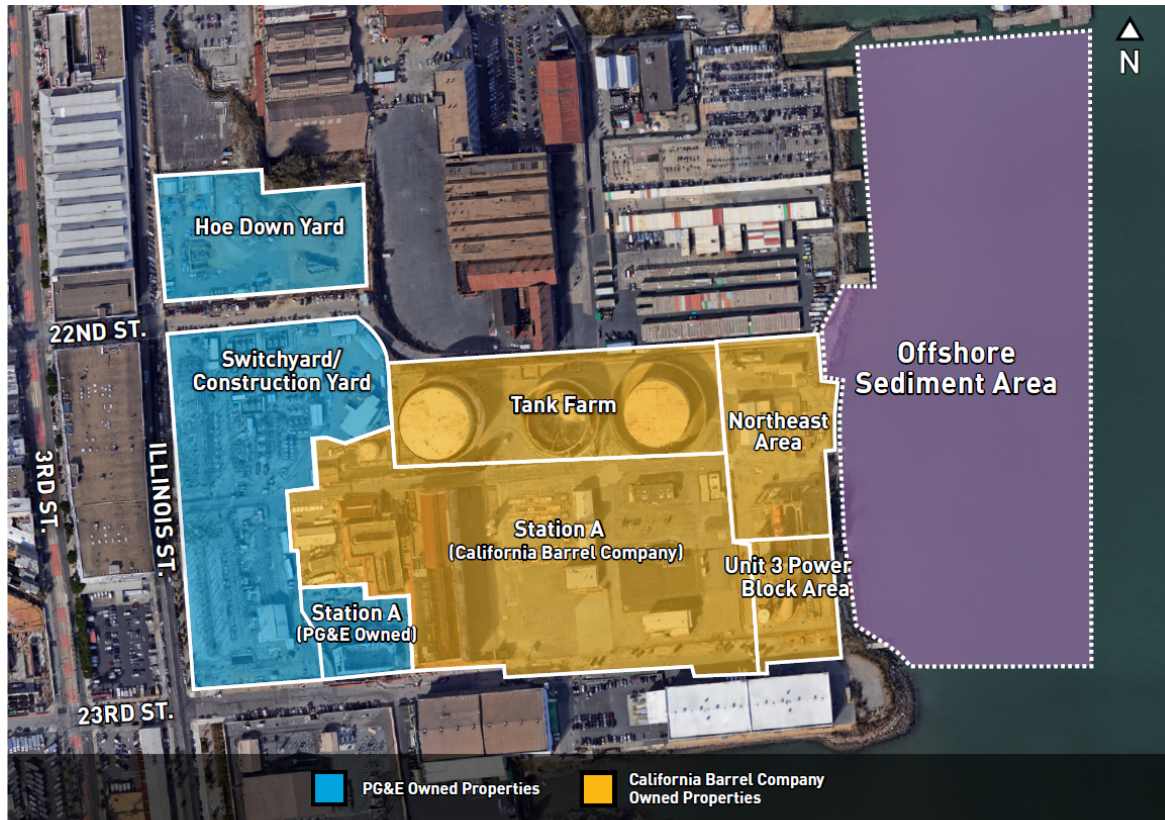 N
Hoe Down Yard
22ND ST.
Switchyard/
Construction Yard
Offshore
Sediment Area
Tank Farm
Northeast
Area
3RD ST.
ILLINOIS ST.
Station A
(California Barrel Company)
Unit 3 Power
Block Area
Station A
(PG&E Owned)
23RD ST.
PG&E Owned Properties
California Barrel Company
Owned Properties